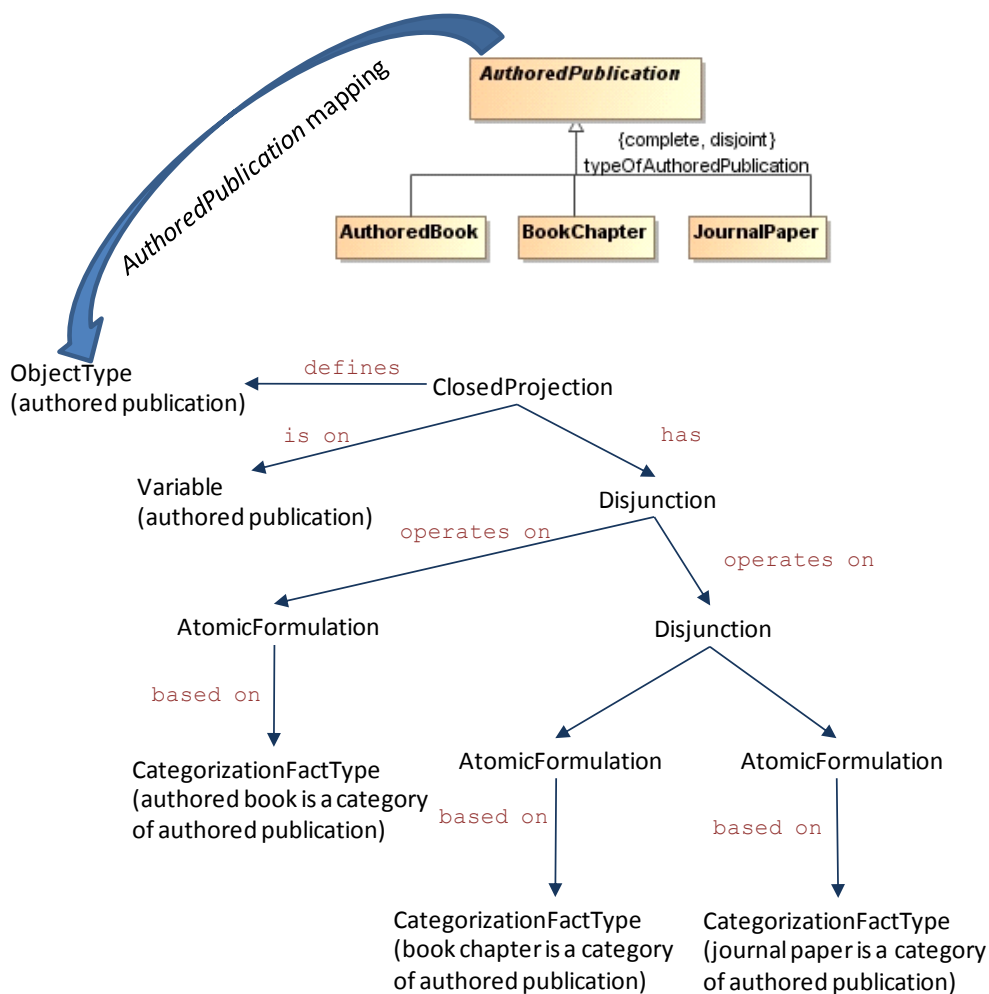 AuthoredPublication
AuthoredPublication mapping
{complete, disjoint}
typeOfAuthoredPublication
AuthoredBook
BookChapter
JournalPaper
ObjectType
(authored publication)
defines
ClosedProjection
is on
has
Variable
(authored publication)
Disjunction
operates on
operates on
AtomicFormulation
Disjunction
based on
CategorizationFactType
(authored book is a category
of authored publication)
AtomicFormulation
AtomicFormulation
based on
based on
CategorizationFactType
(book chapter is a category
of authored publication)
CategorizationFactType
(journal paper is a category
of authored publication)